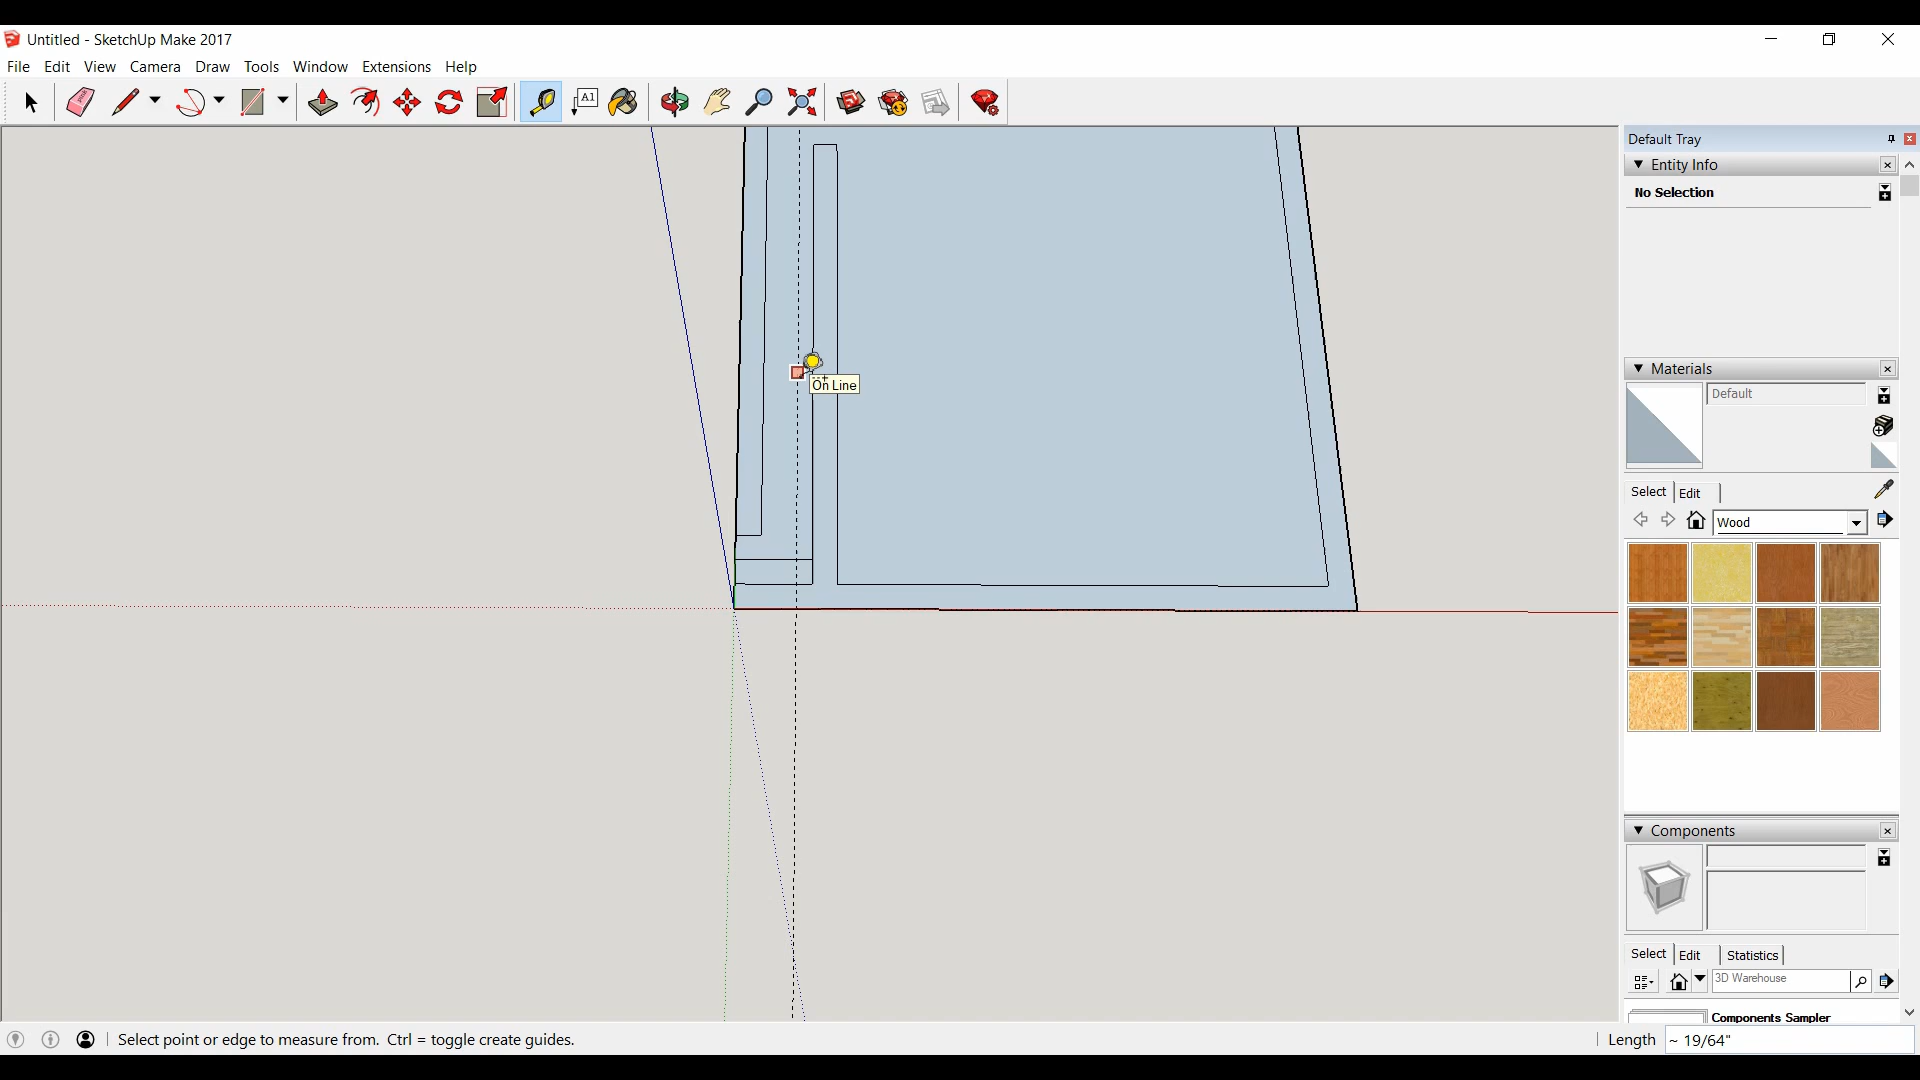 Untitled - SketchUp Make 2017
File Edit View Camera Draw Tools Window Extensions Help
A1
Default Tray
Entity Info
No Selection
On Line
Materials
Default
Select Edit
Wood
Components
Select Edit Statistics
3D Warehouse
Components Sampler
Select point or edge to measure from. Ctrl = toggle create guides.
Length ~ 19/64"